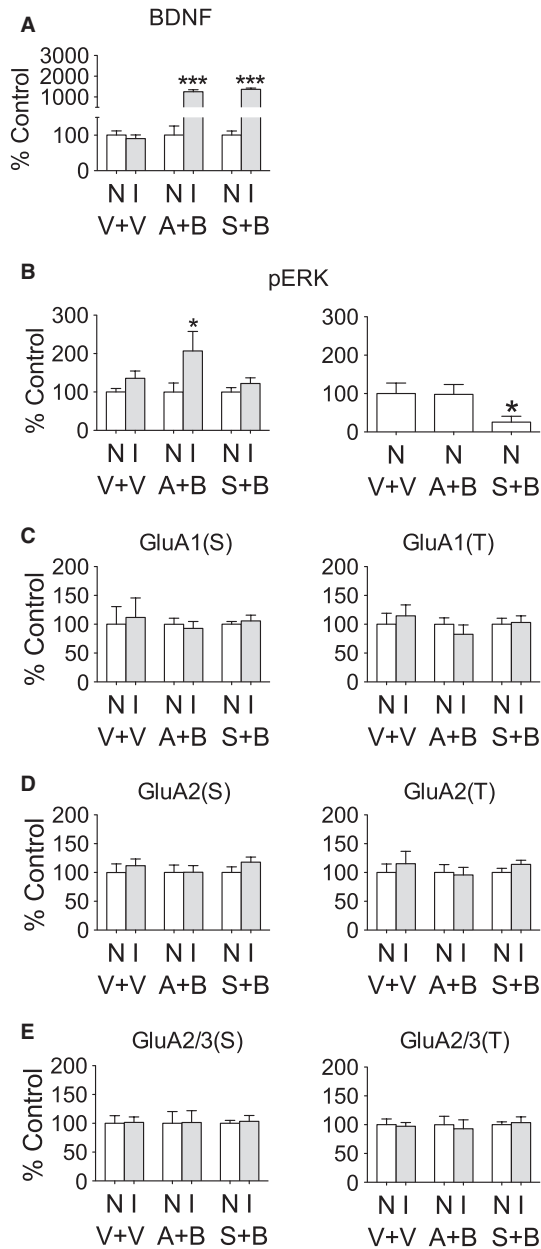 A
BDNF
% Control
3000
2000
1000
100
0
*** ***
N I N I N I
V+V A+B S+B
B
pERK
% Control
300
200
100
0
*
N I N I N I
V+V A+B S+B
300
200
100
0
*
N N N
V+V A+B S+B
C
GluA1(S)
% Control
200
150
100
50
0
N I N I N I
V+V A+B S+B
GluA1(T)
200
150
100
50
0
N I N I N I
V+V A+B S+B
D
GluA2(S)
% Control
200
150
100
50
0
N I N I N I
V+V A+B S+B
GluA2(T)
200
150
100
50
0
N I N I N I
V+V A+B S+B
E
GluA2/3(S)
% Control
200
150
100
50
0
N I N I N I
V+V A+B S+B
GluA2/3(T)
200
150
100
50
0
N I N I N I
V+V A+B S+B